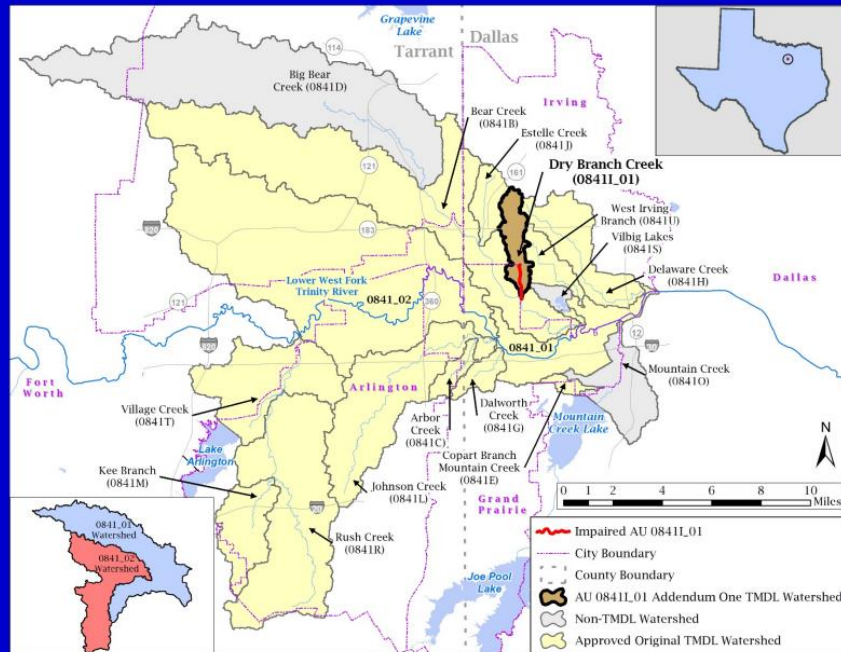 Grapevine
Lake
Tarrant
Dallas
114
Big Bear
Creek (0841D)
Bear Creek
(0841B)
Irving
Estelle Creek
(0841J)
121
161
Dry Branch Creek
(0841I_01)
West Irving
Branch (0841U)
Vilbig Lakes
(0841S)
Delaware Creek
(0841H)
820
183
Dallas
Lower West Fork
Trinity River
0841_02
121
360
0841_01
12
30
820
Fort
Worth
Arlington
Mountain Creek
(0841O)
Village Creek
(0841T)
Arbor
Creek
(0841C)
Dalworth
Creek
(0841G)
Mountain
Creek Lake
Lake
Arlington
Copart Branch
Mountain Creek
(0841E)
N
Kee Branch
(0841M)
Johnson Creek
(0841L)
Grand
Prairie
0 1 2 4 6 8 10
Miles
20
Rush Creek
(0841R)
Joe Pool
Lake
0841_01
Watershed
0841_02
Watershed
Impaired AU 0841I_01
City Boundary
County Boundary
AU 0841I_01 Addendum One TMDL Watershed
Non-TMDL Watershed
Approved Original TMDL Watershed